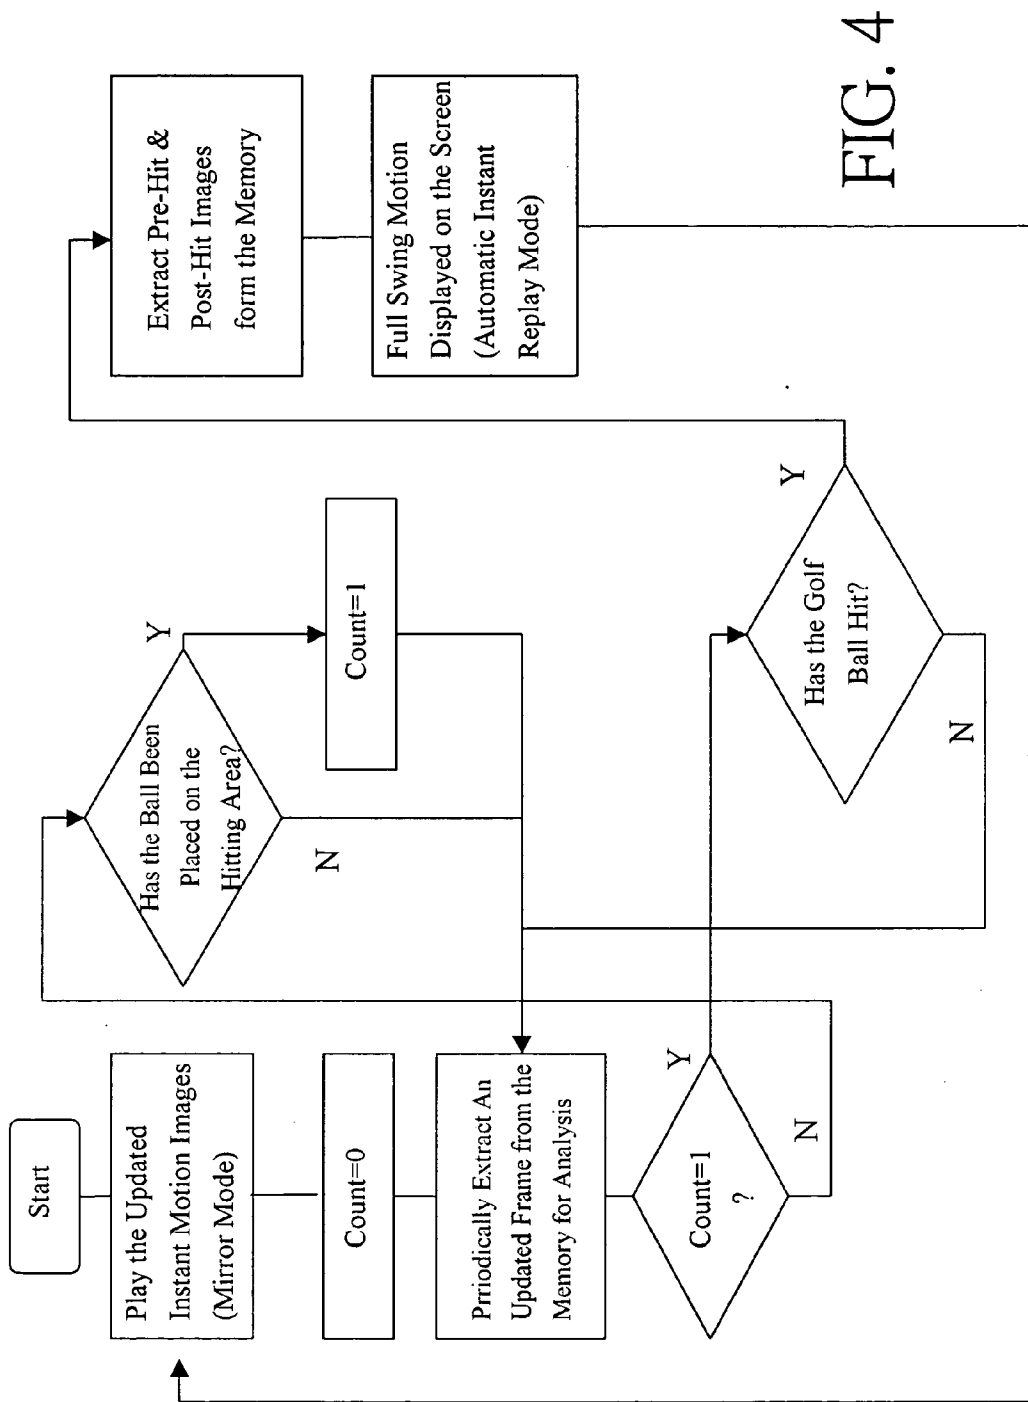 Start
Play the Updated
Instant Motion Images
(Mirror Mode)
Count=0
Prriodically Extract An
Updated Frame from the
Memory for Analysis
Count=1
?
Y
N
Has the Ball Been
Placed on the
Hitting Area?
Y
N
Count=1
Has the Golf
Ball Hit?
Y
N
Extract Pre-Hit &
Post-Hit Images
form the Memory
Full Swing Motion
Displayed on the Screen
(Automatic Instant
Replay Mode)
FIG. 4